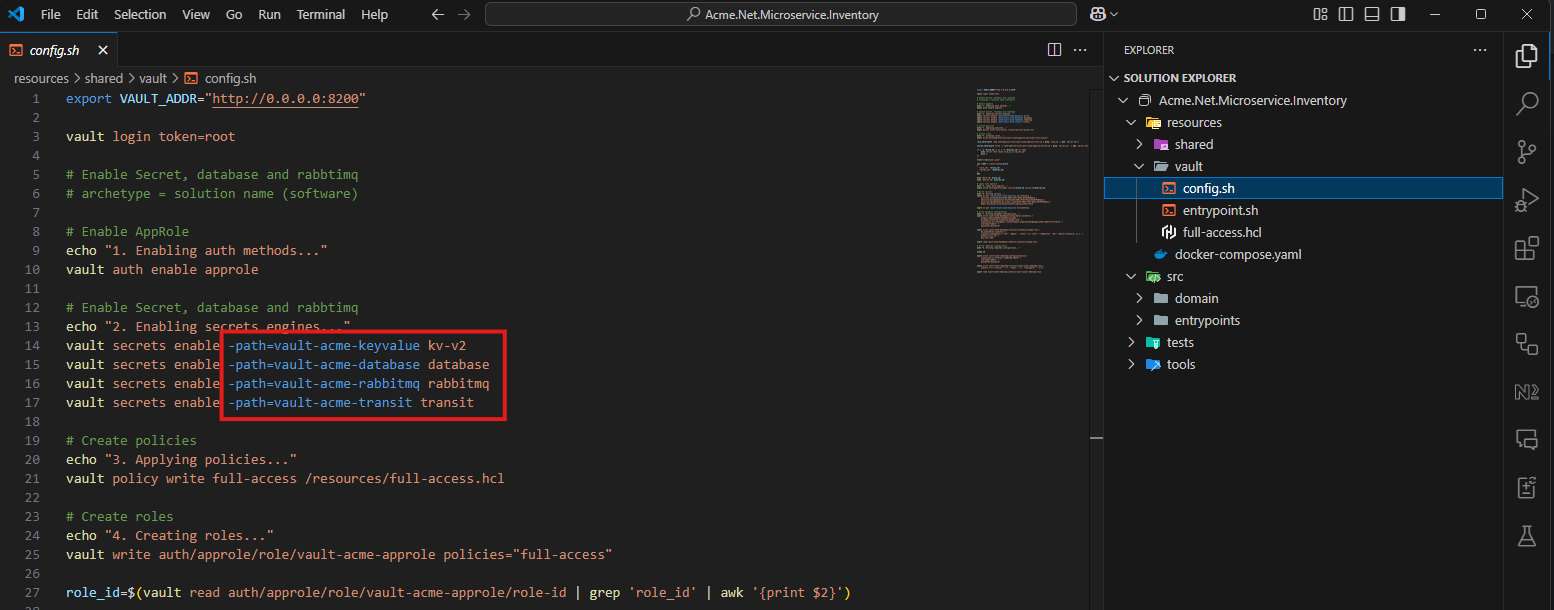 File Edit Selection View Go Run Terminal Help
Acme.Net.Microservice.Inventory
config.sh
resources > shared > vault > config.sh
1 export VAULT_ADDR="http://0.0.0.0:8200"
2
3 vault login token=root
4
5 # Enable Secret, database and rabbtimq
6 # archetype = solution name (software)
7
8 # Enable AppRole
9 echo "1. Enabling auth methods..."
10 vault auth enable approle
11
12 # Enable Secret, database and rabbtimq
13 echo "2. Enabling secrets engines..."
14 vault secrets enable -path=vault-acme-keyvalue kv-v2
15 vault secrets enable -path=vault-acme-database database
16 vault secrets enable -path=vault-acme-rabbitmq rabbitmq
17 vault secrets enable -path=vault-acme-transit transit
18
19 # Create policies
20 echo "3. Applying policies..."
21 vault policy write full-access /resources/full-access.hcl
22
23 # Create roles
24 echo "4. Creating roles..."
25 vault write auth/approle/role/vault-acme-approle policies="full-access"
26
27 role_id=$(vault read auth/approle/role/vault-acme-approle/role-id | grep 'role_id' | awk '{print $2}')
28
EXPLORER
SOLUTION EXPLORER
Acme.Net.Microservice.Inventory
resources
shared
vault
config.sh
entrypoint.sh
full-access.hcl
docker-compose.yaml
src
domain
entrypoints
tests
tools